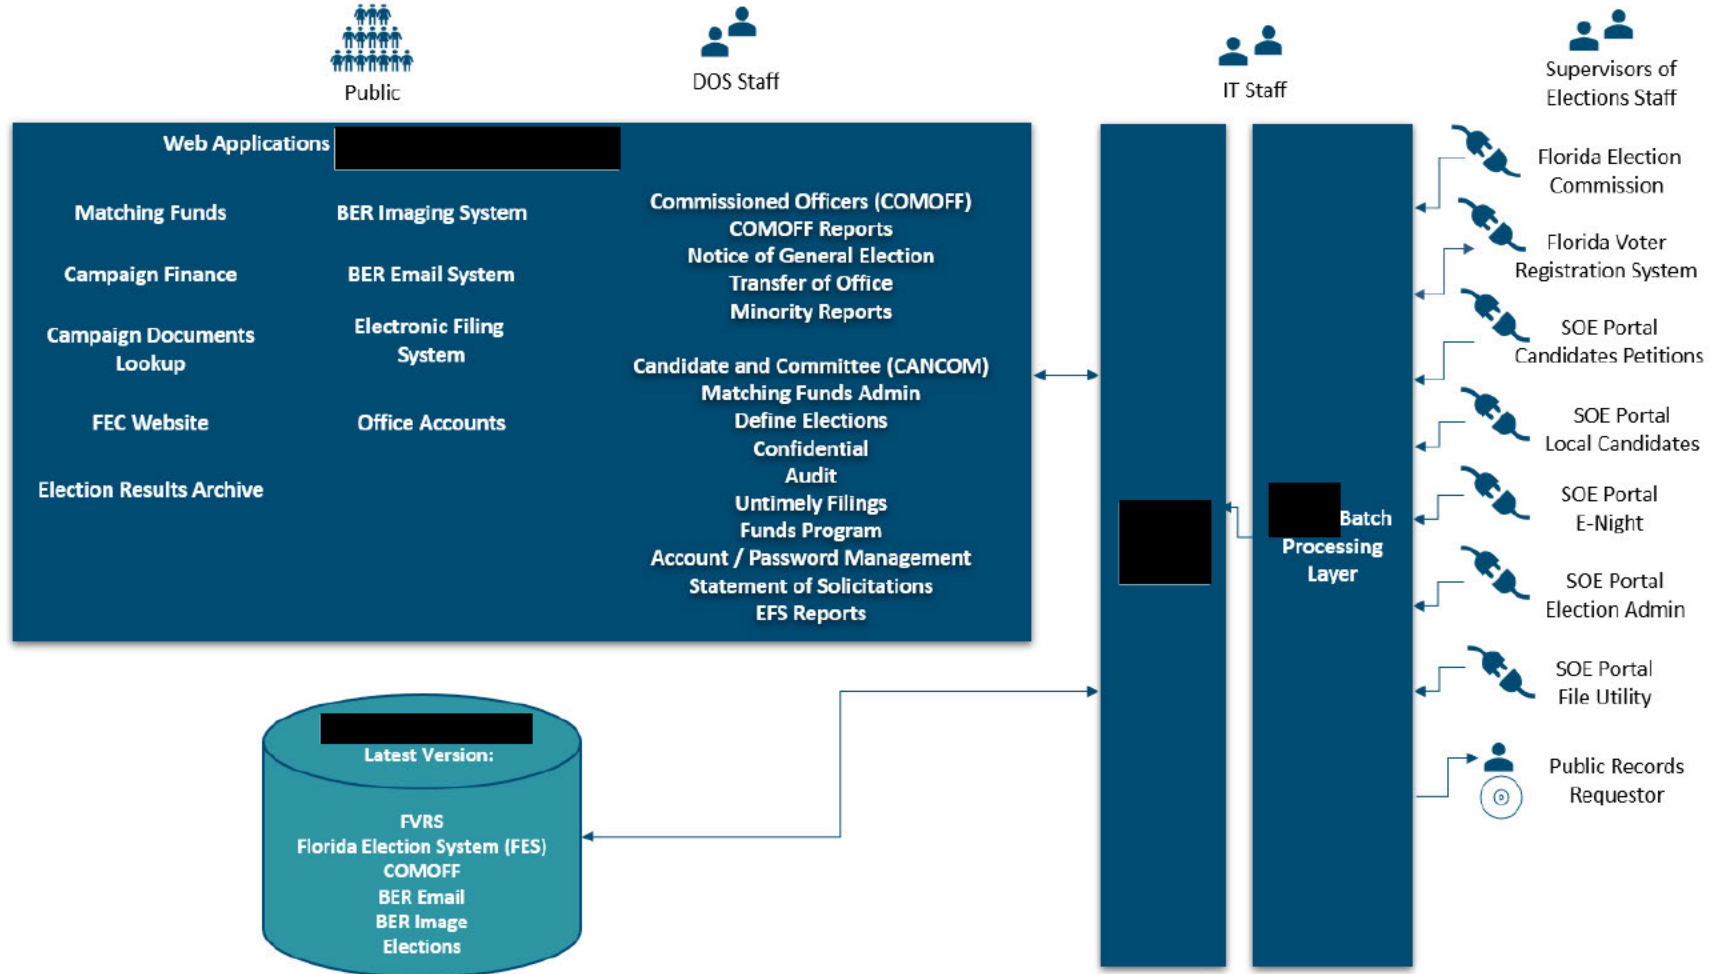 Public
DOS Staff
IT Staff
Supervisors of
Elections Staff
Web Applications
Matching Funds
Campaign Finance
Campaign Documents
Lookup
FEC Website
Election Results Archive
BER Imaging System
BER Email System
Electronic Filing
System
Office Accounts
Commissioned Officers (COMOFF)
COMOFF Reports
Notice of General Election
Transfer of Office
Minority Reports
Candidate and Committee (CANCOM)
Matching Funds Admin
Define Elections
Confidential
Audit
Untimely Filings
Funds Program
Account / Password Management
Statement of Solicitations
EFS Reports
Batch
Processing
Layer
Florida Election
Commission
Florida Voter
Registration System
SOE Portal
Candidates Petitions
SOE Portal
Local Candidates
SOE Portal
E-Night
SOE Portal
Election Admin
SOE Portal
File Utility
Public Records
Requestor
Latest Version:
FVRS
Florida Election System (FES)
COMOFF
BER Email
BER Image
Elections